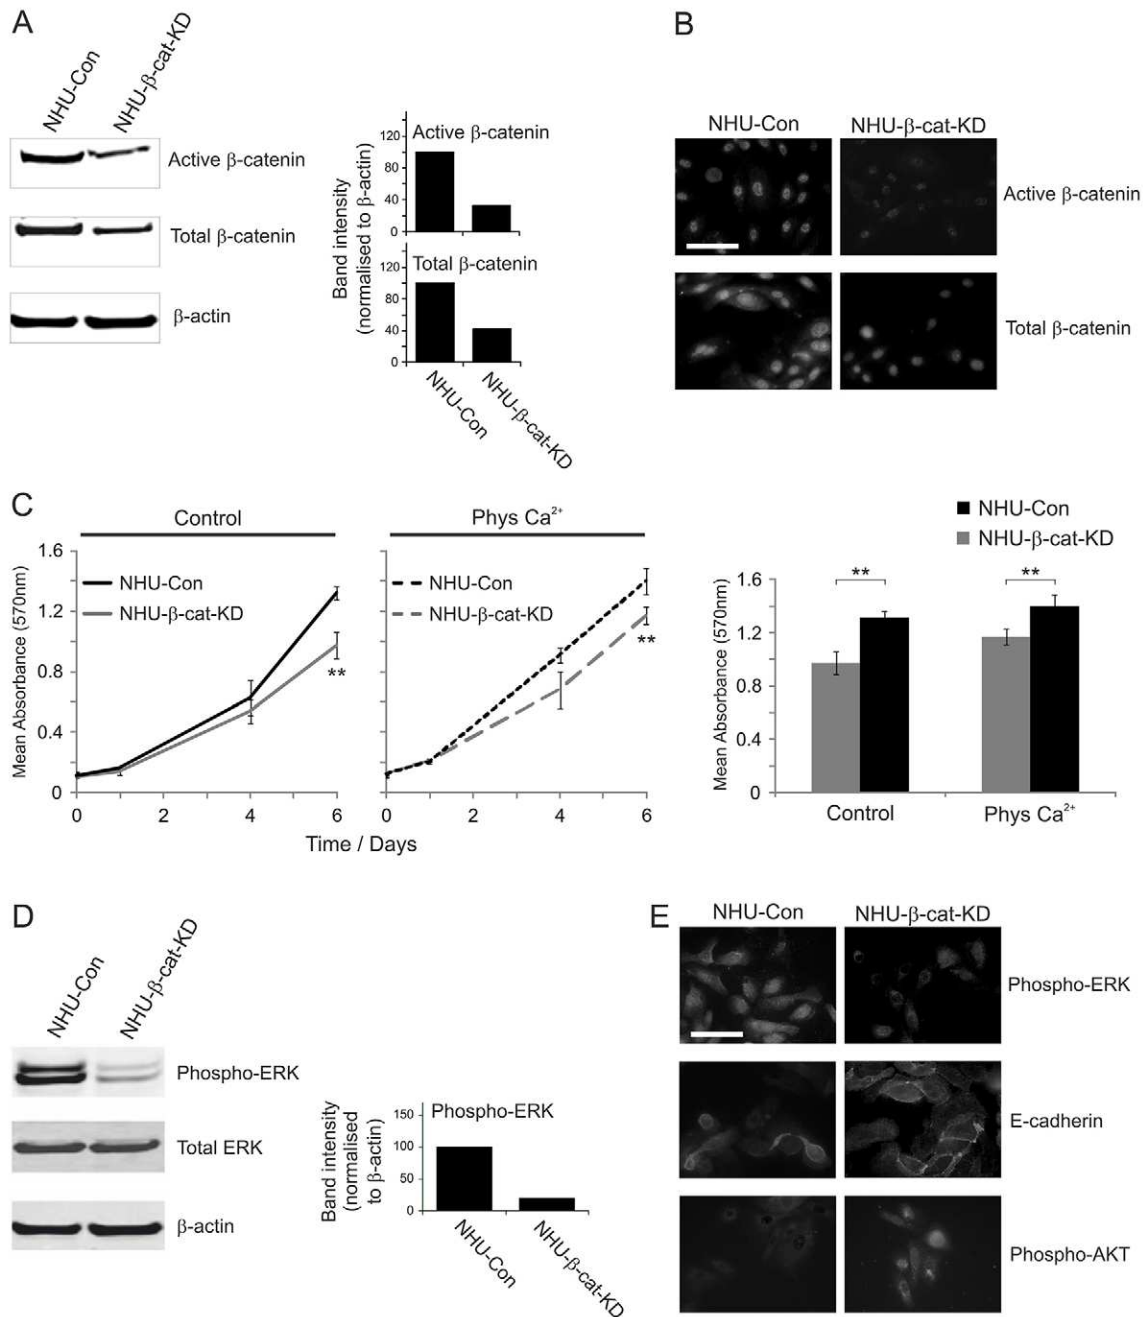 A
NHU-Con
NHU-β-cat-KD
Active β-catenin
Total β-catenin
β-actin
Band intensity
(normalised to β-actin)
Active β-catenin
120
80
40
0
Total β-catenin
120
80
40
0
NHU-Con
NHU-β-cat-KD
B
NHU-Con
NHU-β-cat-KD
Active β-catenin
Total β-catenin
C
Control
Phys Ca²⁺
Mean Absorbance (570nm)
1.6
1.2
0.8
0.4
0
NHU-Con
NHU-β-cat-KD
**
0
2
4
6
NHU-Con
NHU-β-cat-KD
**
0
2
4
6
Time / Days
NHU-Con
NHU-β-cat-KD
Mean Absorbance (570nm)
1.6
1.2
0.8
0.4
0
**
**
Control
Phys Ca²⁺
D
NHU-Con
NHU-β-cat-KD
Phospho-ERK
Total ERK
β-actin
Band intensity
(normalised
to β-actin)
Phospho-ERK
150
100
50
0
NHU-Con
NHU-β-cat-KD
E
NHU-Con
NHU-β-cat-KD
Phospho-ERK
E-cadherin
Phospho-AKT